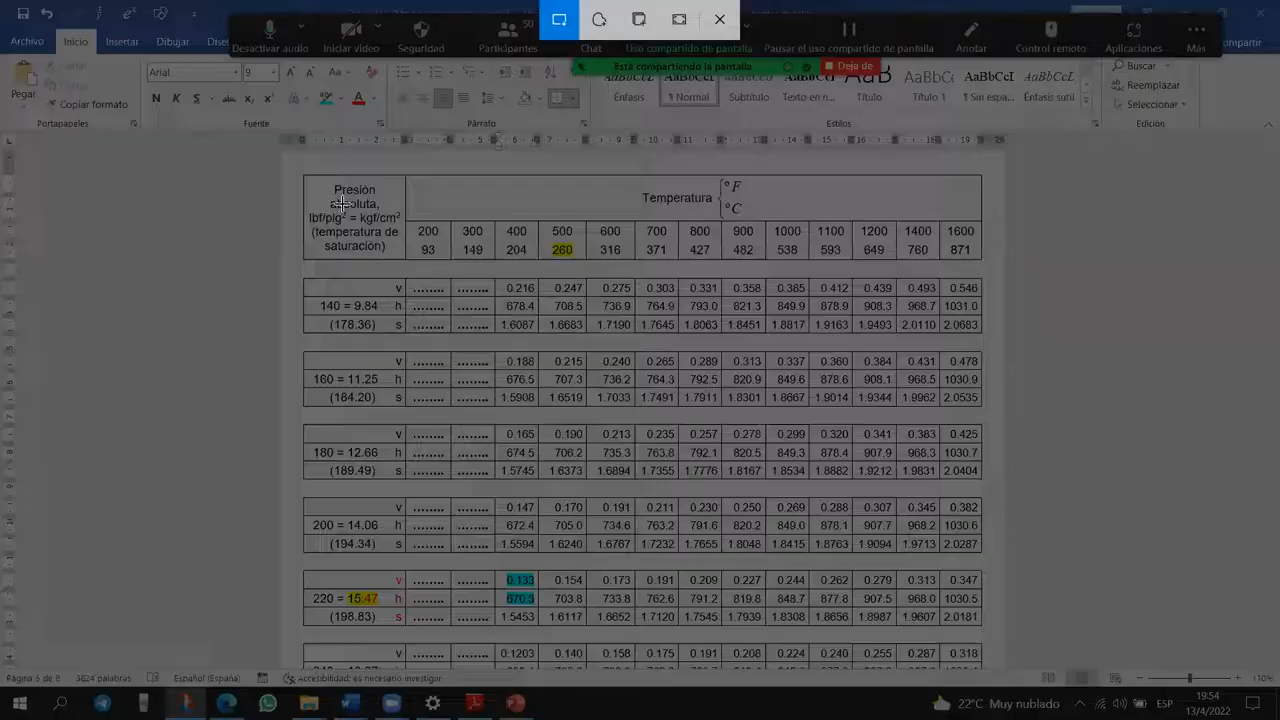 50
Desactivar audio Iniciar vídeo Seguridad Participantes Chat Uso compartido de pantalla Pausar el uso compartido de pantalla Anotar Control remoto Aplicaciones Más
Archivo Inicio Insertar Dibujar
Está compartiendo la pantalla Deja de
Pegar
Cortar
Copiar
Copiar formato
Portapapeles
Arial 9
N K S
Fuente
Párrafo
Énfasis ¶ Normal Subtítulo Texto en n... Título Título 1 ¶ Sin espa... Énfasis sutil
Estilos
Buscar
Reemplazar
Seleccionar
Edición
Presión absoluta, lbf/plg² = kgf/cm² (temperatura de saturación)
Temperatura °F
°C
200 300 400 500 600 700 800 900 1000 1100 1200 1400 1600
93 149 204 260 316 371 427 482 538 593 649 760 871
v ........ ........ 0.216 0.247 0.275 0.303 0.331 0.358 0.385 0.412 0.439 0.493 0.546
140 = 9.84 h ........ ........ 678.4 708.5 736.9 764.9 793.0 821.3 849.9 878.9 908.3 968.7 1031.0
(178.36) s ........ ........ 1.6087 1.6683 1.7190 1.7645 1.8063 1.8451 1.8817 1.9163 1.9493 2.0110 2.0683
v ........ ........ 0.188 0.215 0.240 0.265 0.289 0.313 0.337 0.360 0.384 0.431 0.478
160 = 11.25 h ........ ........ 676.5 707.3 736.2 764.3 792.5 820.9 849.6 878.6 908.1 968.5 1030.9
(184.20) s ........ ........ 1.5908 1.6519 1.7033 1.7491 1.7911 1.8301 1.8667 1.9014 1.9344 1.9962 2.0535
v ........ ........ 0.165 0.190 0.213 0.235 0.257 0.278 0.299 0.320 0.341 0.383 0.425
180 = 12.66 h ........ ........ 674.5 706.2 735.3 763.8 792.1 820.5 849.3 878.4 907.9 968.3 1030.7
(189.49) s ........ ........ 1.5745 1.6373 1.6894 1.7355 1.7776 1.8167 1.8534 1.8882 1.9212 1.9831 2.0404
v ........ ........ 0.147 0.170 0.191 0.211 0.230 0.250 0.269 0.288 0.307 0.345 0.382
200 = 14.06 h ........ ........ 672.4 705.0 734.6 763.2 791.6 820.2 849.0 878.1 907.7 968.2 1030.6
(194.34) s ........ ........ 1.5594 1.6240 1.6767 1.7232 1.7655 1.8048 1.8415 1.8763 1.9094 1.9713 2.0287
v ........ ........ 0.133 0.154 0.173 0.191 0.209 0.227 0.244 0.262 0.279 0.313 0.347
220 = 15.47 h ........ ........ 670.3 703.8 733.8 762.6 791.2 819.8 848.7 877.8 907.5 968.0 1030.5
(198.83) s ........ ........ 1.5453 1.6117 1.6652 1.7120 1.7545 1.7939 1.8308 1.8656 1.8987 1.9607 2.0181
v ........ ........ 0.1203 0.140 0.158 0.175 0.191 0.208 0.224 0.240 0.255 0.287 0.318
Página 6 de 8 3624 palabras Español (España) Accesibilidad: es necesario investigar
22°C Muy nublado ESP 19:54
13/4/2022